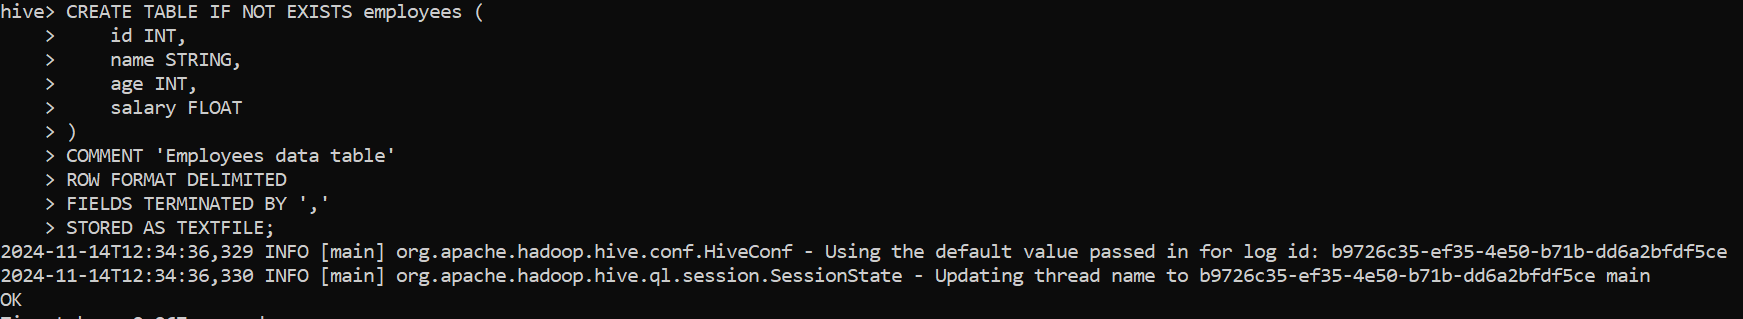 hive> CREATE TABLE IF NOT EXISTS employees (
    >     id INT,
    >     name STRING,
    >     age INT,
    >     salary FLOAT
    > )
    > COMMENT 'Employees data table'
    > ROW FORMAT DELIMITED
    > FIELDS TERMINATED BY ','
    > STORED AS TEXTFILE;
2024-11-14T12:34:36,329 INFO [main] org.apache.hadoop.hive.conf.HiveConf - Using the default value passed in for log id: b9726c35-ef35-4e50-b71b-dd6a2bfdf5ce
2024-11-14T12:34:36,330 INFO [main] org.apache.hadoop.hive.ql.session.SessionState - Updating thread name to b9726c35-ef35-4e50-b71b-dd6a2bfdf5ce main
OK